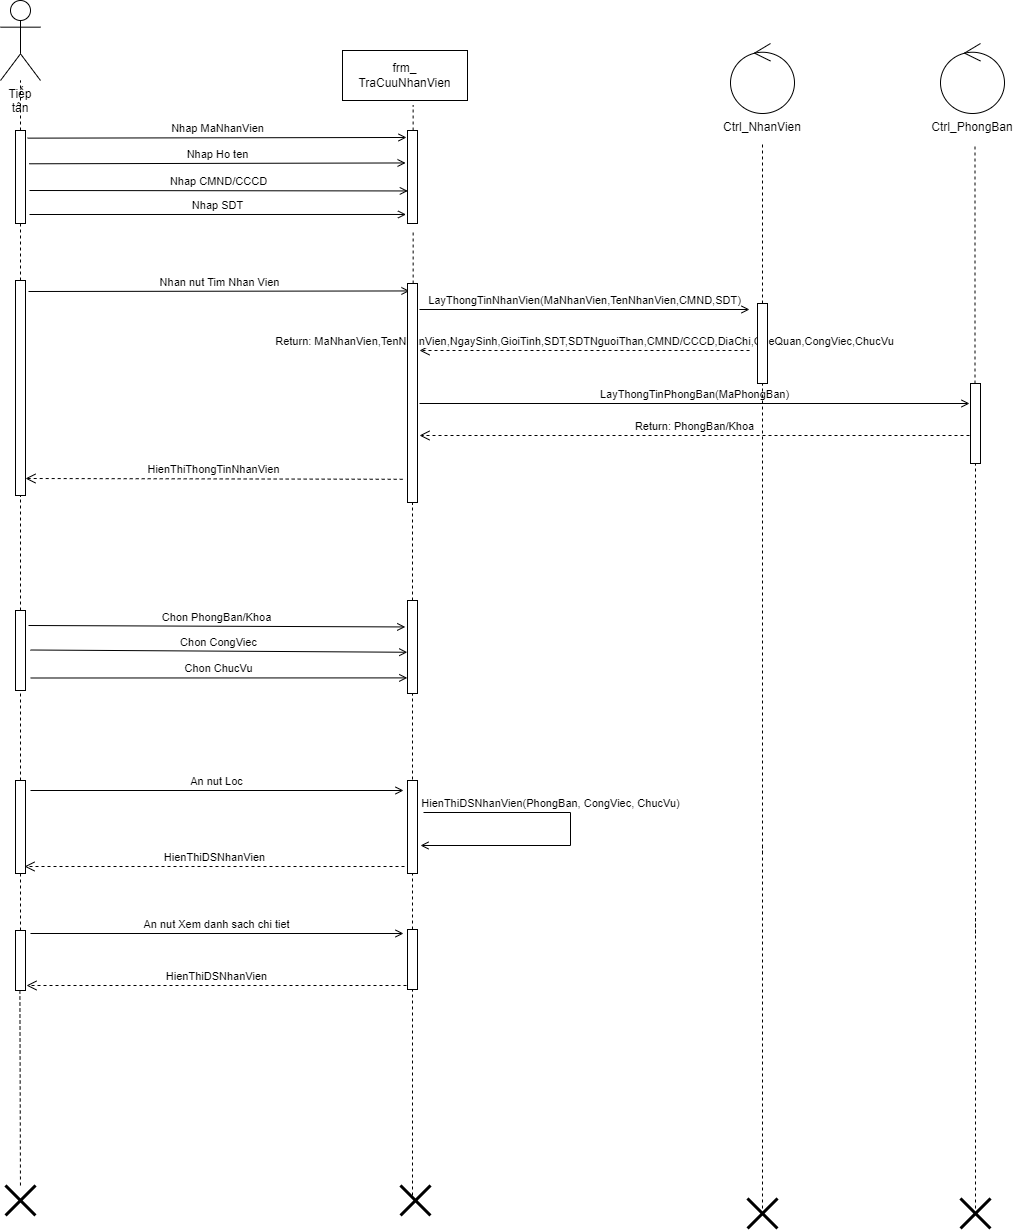 Tiếp
tân
frm_
TraCuuNhanVien
Ctrl_NhanVien
Ctrl_PhongBan
Nhap MaNhanVien
Nhap Ho ten
Nhap CMND/CCCD
Nhap SDT
Nhan nut Tim Nhan Vien
LayThongTinNhanVien(MaNhanVien,TenNhanVien,CMND,SDT)
Return: MaNhanVien,TenNhanVien,NgaySinh,GioiTinh,SDT,SDTNguoiThan,CMND/CCCD,DiaChi,QueQuan,CongViec,ChucVu
LayThongTinPhongBan(MaPhongBan)
Return: PhongBan/Khoa
HienThiThongTinNhanVien
Chon PhongBan/Khoa
Chon CongViec
Chon ChucVu
An nut Loc
HienThiDSNhanVien(PhongBan, CongViec, ChucVu)
HienThiDSNhanVien
An nut Xem danh sach chi tiet
HienThiDSNhanVien